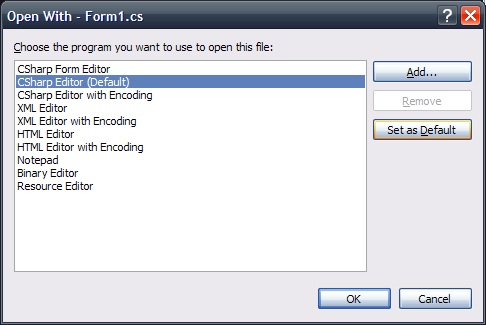 Open With - Form1.cs
?
Choose the program you want to use to open this file:
CSharp Form Editor
CSharp Editor (Default)
CSharp Editor with Encoding
XML Editor
XML Editor with Encoding
HTML Editor
HTML Editor with Encoding
Notepad
Binary Editor
Resource Editor
Add...
Remove
Set as Default
OK
Cancel